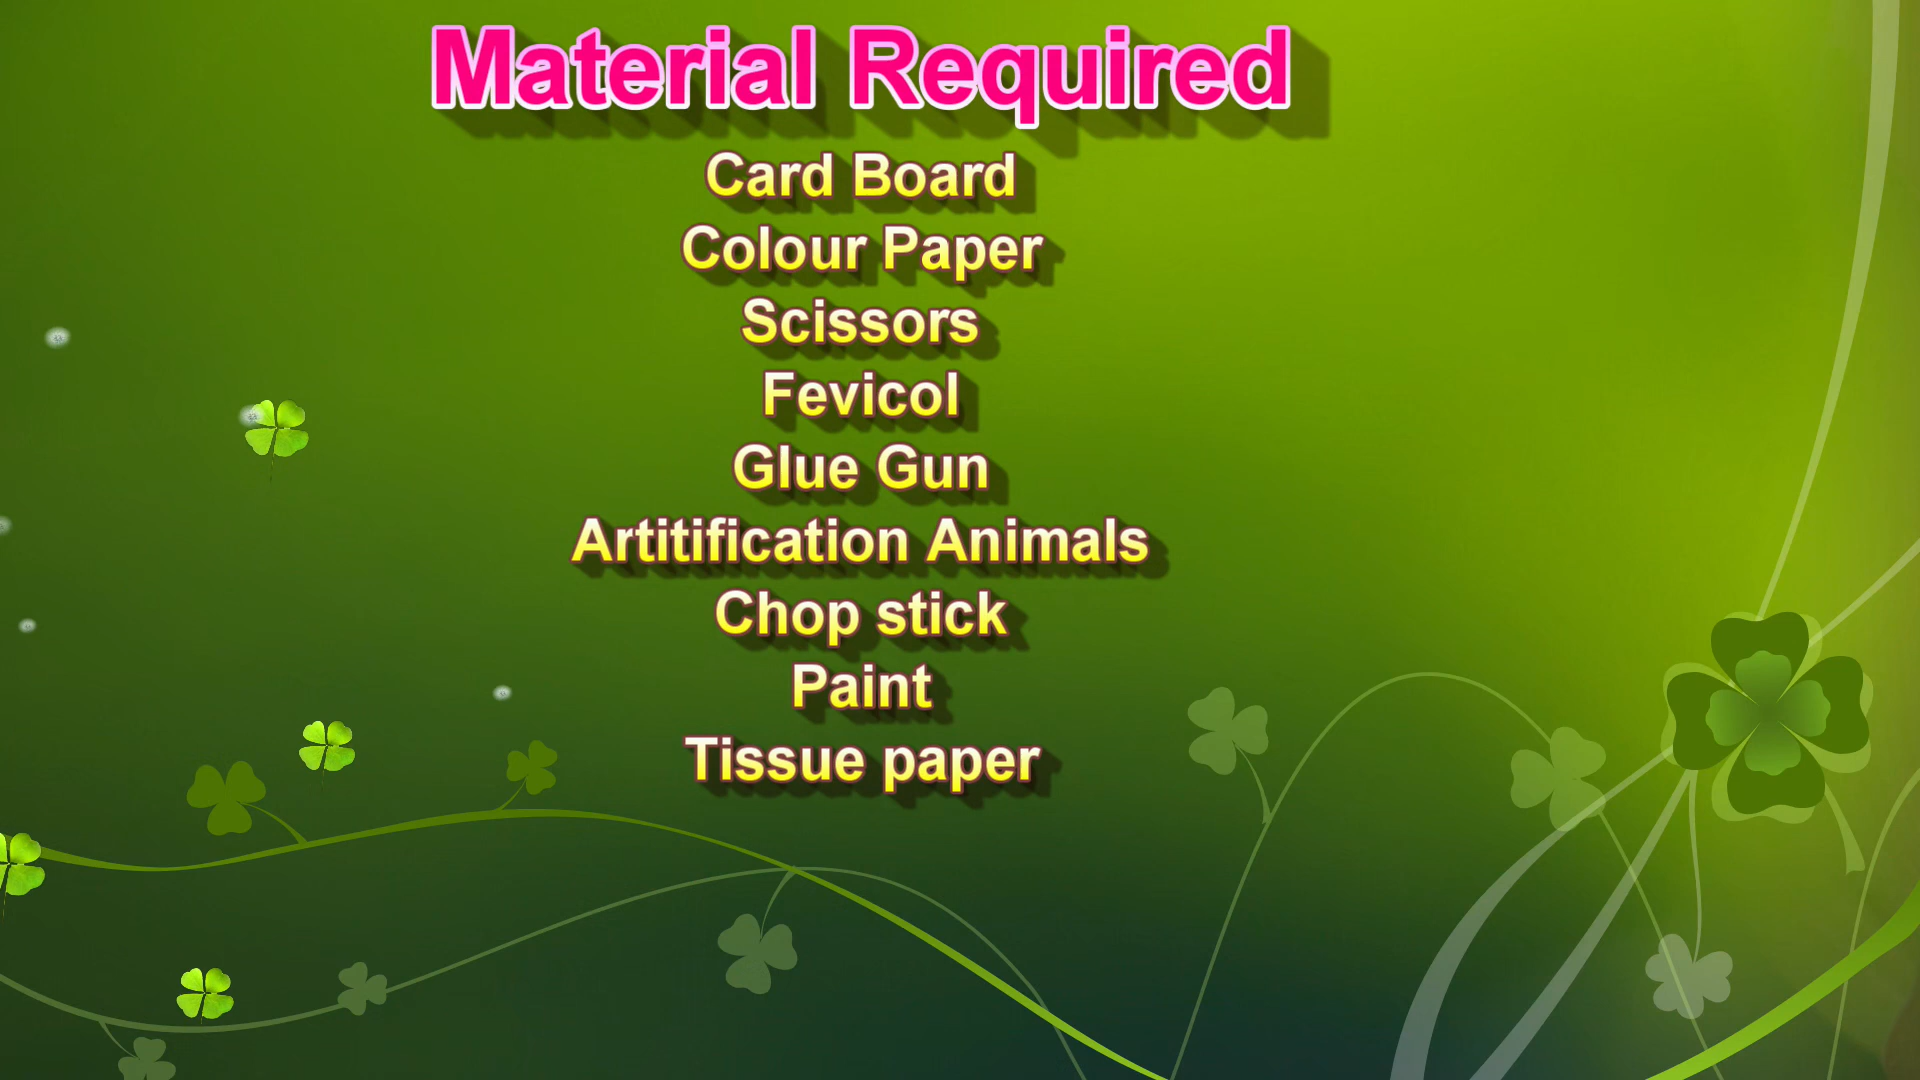 Material Required
Card Board
Colour Paper
Scissors
Fevicol
Glue Gun
Artitification Animals
Chop stick
Paint
Tissue paper